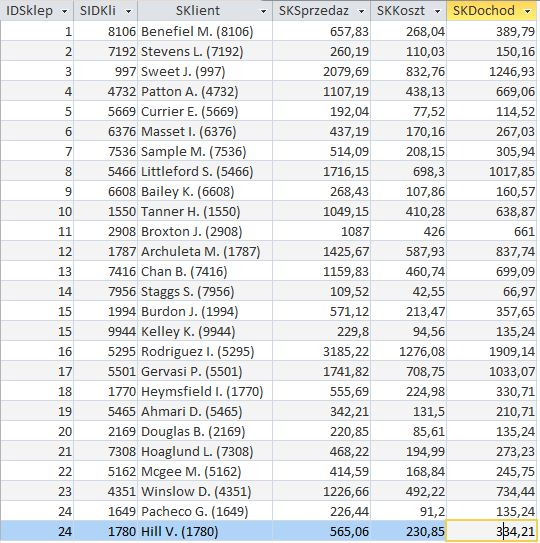 IDSklep SIDKli SKlient SKSprzedaz SKKoszt SKDochod
1 8106 Benefiel M. (8106) 657,83 268,04 389,79
2 7192 Stevens L. (7192) 260,19 110,03 150,16
3 997 Sweet J. (997) 2079,69 832,76 1246,93
4 4732 Patton A. (4732) 1107,19 438,13 669,06
5 5669 Currier E. (5669) 192,04 77,52 114,52
6 6376 Masset I. (6376) 437,19 170,16 267,03
7 7536 Sample M. (7536) 514,09 208,15 305,94
8 5466 Littleford S. (5466) 1716,15 698,3 1017,85
9 6608 Bailey K. (6608) 268,43 107,86 160,57
10 1550 Tanner H. (1550) 1049,15 410,28 638,87
11 2908 Broxton J. (2908) 1087 426 661
12 1787 Archuleta M. (1787) 1425,67 587,93 837,74
13 7416 Chan B. (7416) 1159,83 460,74 699,09
14 7956 Staggs S. (7956) 109,52 42,55 66,97
15 1994 Burdon J. (1994) 571,12 213,47 357,65
15 9944 Kelley K. (9944) 229,8 94,56 135,24
16 5295 Rodriguez I. (5295) 3185,22 1276,08 1909,14
17 5501 Gervasi P. (5501) 1741,82 708,75 1033,07
18 1770 Heymsfield I. (1770) 555,69 224,98 330,71
19 5465 Ahmari D. (5465) 342,21 131,5 210,71
20 2169 Douglas B. (2169) 220,85 85,61 135,24
21 7308 Hoaglund L. (7308) 468,22 194,99 273,23
22 5162 Mcgee M. (5162) 414,59 168,84 245,75
23 4351 Winslow D. (4351) 1226,66 492,22 734,44
24 1649 Pacheco G. (1649) 226,44 91,2 135,24
24 1780 Hill V. (1780) 565,06 230,85 334,21